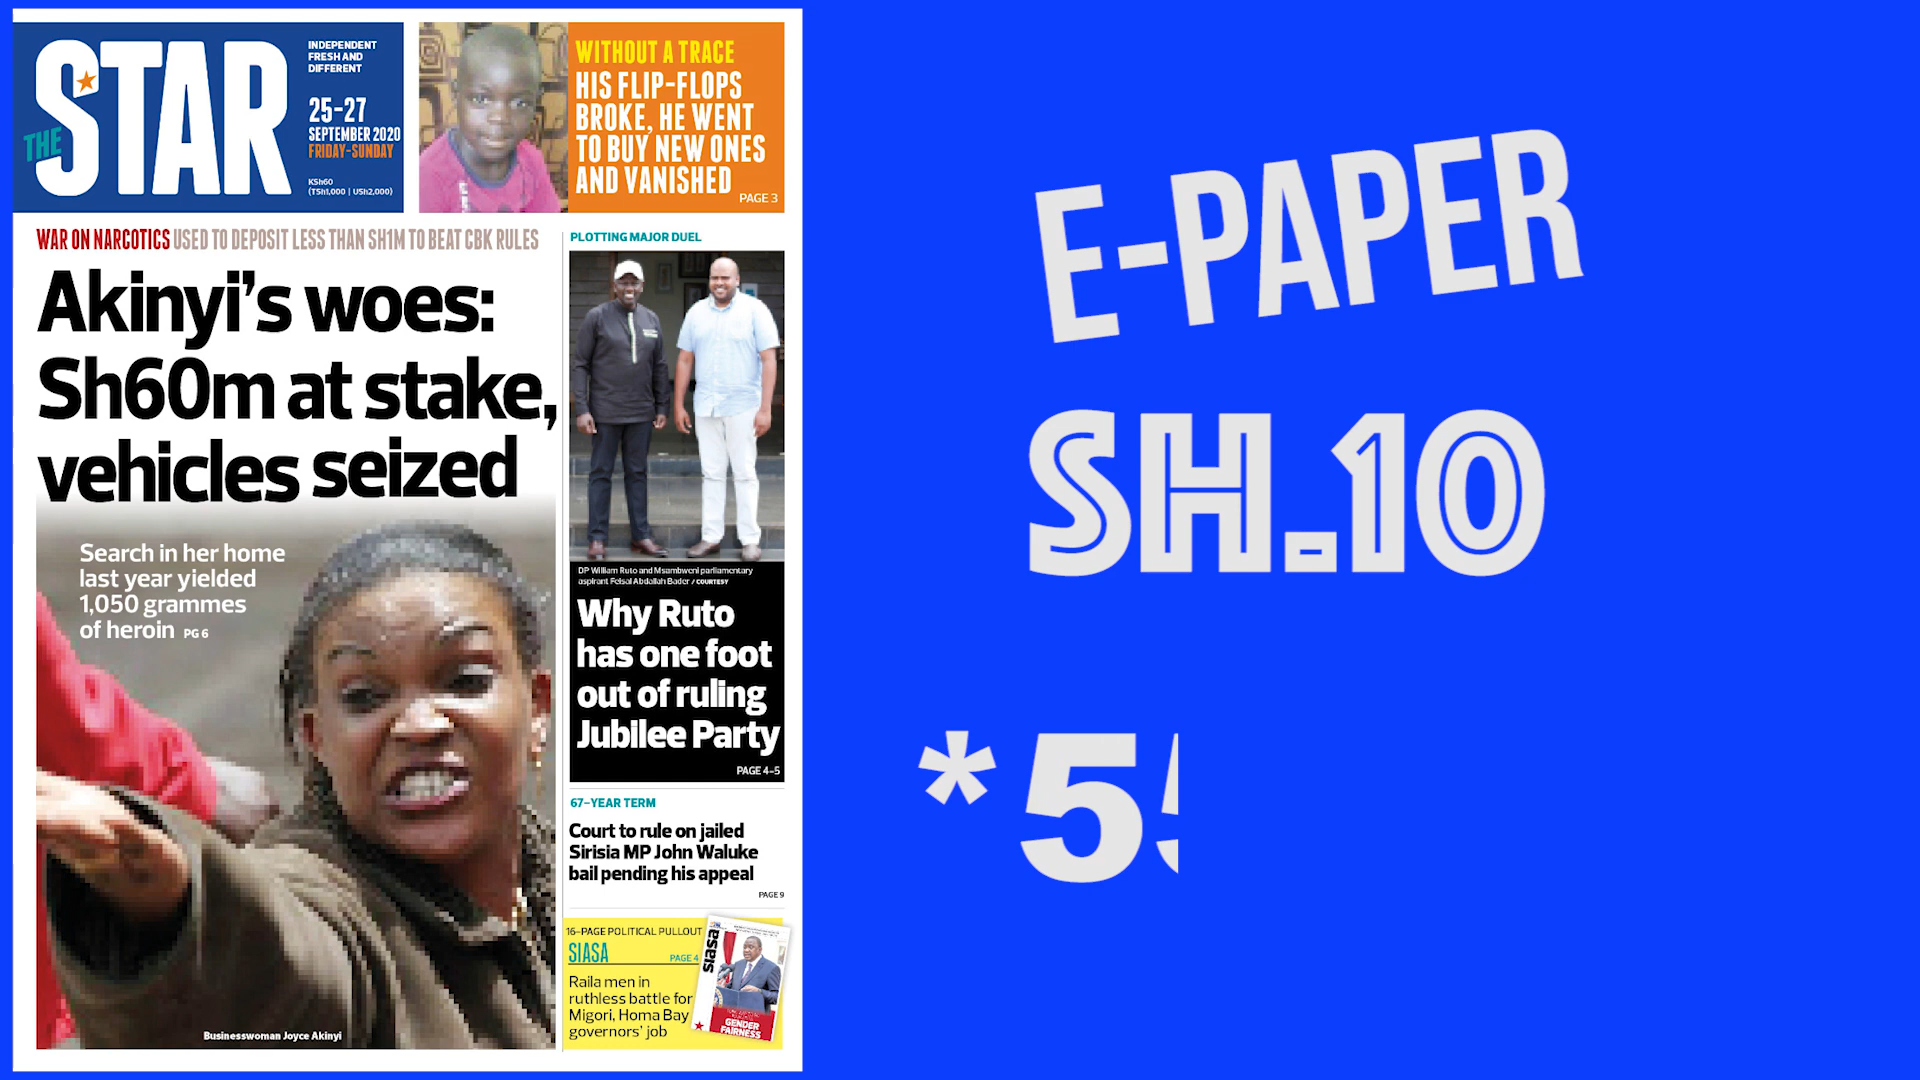 THE STAR
INDEPENDENT
FRESH AND
DIFFERENT
25-27
SEPTEMBER 2020
FRIDAY-SUNDAY
KSh60
(TSh1,000 | USh2,000)
WITHOUT A TRACE
HIS FLIP-FLOPS
BROKE, HE WENT
TO BUY NEW ONES
AND VANISHED
PAGE 3
WAR ON NARCOTICS USED TO DEPOSIT LESS THAN SH1M TO BEAT CBK RULES
Akinyi's woes:
Sh60m at stake,
vehicles seized
Search in her home
last year yielded
1,050 grammes
of heroin PG 6
Businesswoman Joyce Akinyi
PLOTTING MAJOR DUEL
DP William Ruto and Msambweni parliamentary
aspirant Feisal Abdallah Bader / COURTESY
Why Ruto
has one foot
out of ruling
Jubilee Party
PAGE 4-5
67-YEAR TERM
Court to rule on jailed
Sirisia MP John Waluke
bail pending his appeal
PAGE 9
16-PAGE POLITICAL PULLOUT
SIASA
PAGE 4
Raila men in
ruthless battle for
Migori, Homa Bay
governors' job
siasa
GENDER
FAIRNESS
E-PAPER
SH.10
*5